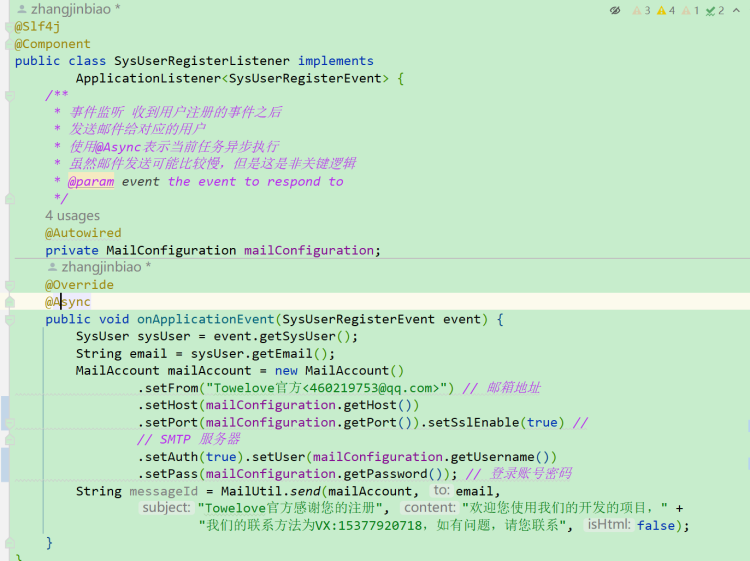 zhangjinbiao *
3 4 1 2
@Slf4j
@Component
public class SysUserRegisterListener implements
ApplicationListener<SysUserRegisterEvent> {
/**
* 事件监听 收到用户注册的事件之后
* 发送邮件给对应的用户
* 使用@Async表示当前任务异步执行
* 虽然邮件发送可能比较慢，但是这是非关键逻辑
* @param event the event to respond to
*/
4 usages
@Autowired
private MailConfiguration mailConfiguration;
zhangjinbiao *
@Override
@Async
public void onApplicationEvent(SysUserRegisterEvent event) {
SysUser sysUser = event.getSysUser();
String email = sysUser.getEmail();
MailAccount mailAccount = new MailAccount()
.setFrom("Towelove官方<460219753@qq.com>") // 邮箱地址
.setHost(mailConfiguration.getHost())
.setPort(mailConfiguration.getPort()).setSslEnable(true) //
// SMTP 服务器
.setAuth(true).setUser(mailConfiguration.getUsername())
.setPass(mailConfiguration.getPassword()); // 登录账号密码
String messageId = MailUtil.send(mailAccount, to: email,
subject: "Towelove官方感谢您的注册", content: "欢迎您使用我们的开发的项目，" +
"我们的联系方法为VX:15377920718，如有问题，请您联系", isHtml: false);
}
}